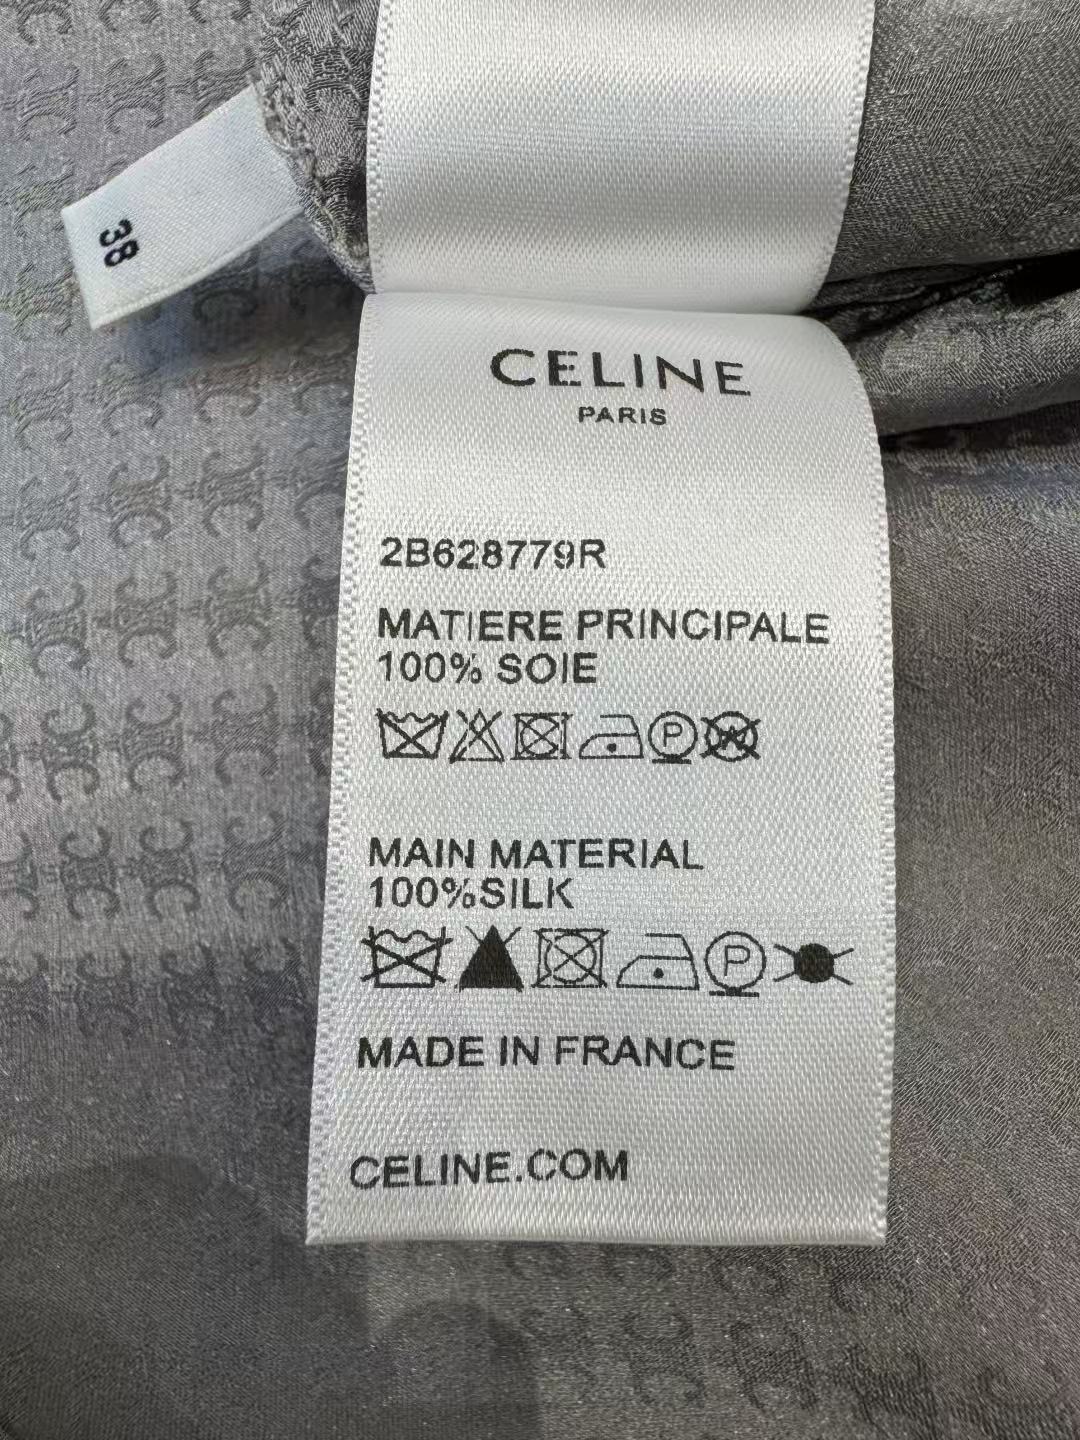 38
CELINE
PARIS
2B628779R
MATIERE PRINCIPALE
100% SOIE
P W
MAIN MATERIAL
100%SILK
P
MADE IN FRANCE
CELINE.COM